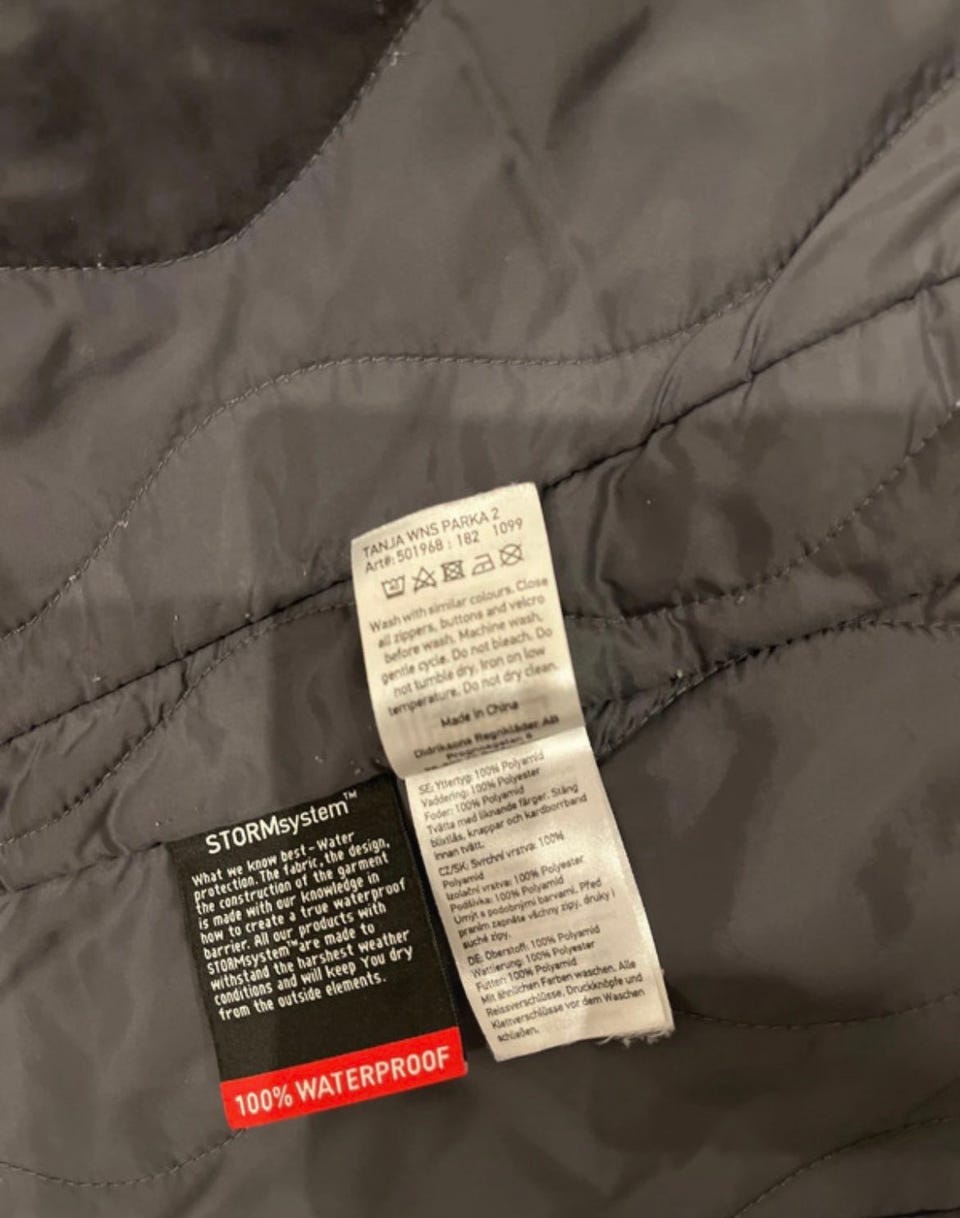 TANJA WNS PARKA 2
Art#: 501968 : 182 1099
Wash with similar colours. Close
all zippers, buttons and velcro
before wash. Machine wash,
gentle cycle. Do not bleach. Do
not tumble dry. Iron on low
temperature. Do not dry clean.
Made in China
Didriksons Regnkläder AB
SE: Yttertyg: 100% Polyamid
Vaddering: 100% Polyester
Foder: 100% Polyamid
Tvätta med liknande färger. Stäng
blixtlås, knappar och kardborrband
innan tvätt.
CZ/SK: Svrchní vrstva: 100%
Polyamid
Izolační vrstva: 100% Polyester
Podšívka: 100% Polyamid
Umýt a podobnými barvami. Před
praním zapněte všchny zipy, druky i
suché zipy.
DE: Oberstoff: 100% Polyamid
Wattierung: 100% Polyester
Futter: 100% Polyamid
Mit ähnlichen Farben waschen. Alle
Reissverschlüsse, Druckknöpfe und
Klettverschlüsse vor dem Waschen
schließen.
STORMsystem™
What we know best - Water
protection. The fabric, the design,
the construction of the garment
is made with our knowledge in
how to create a true waterproof
barrier. All our products with
STORMsystem™ are made to
withstand the harshest weather
conditions and will keep You dry
from the outside elements.
100% WATERPROOF